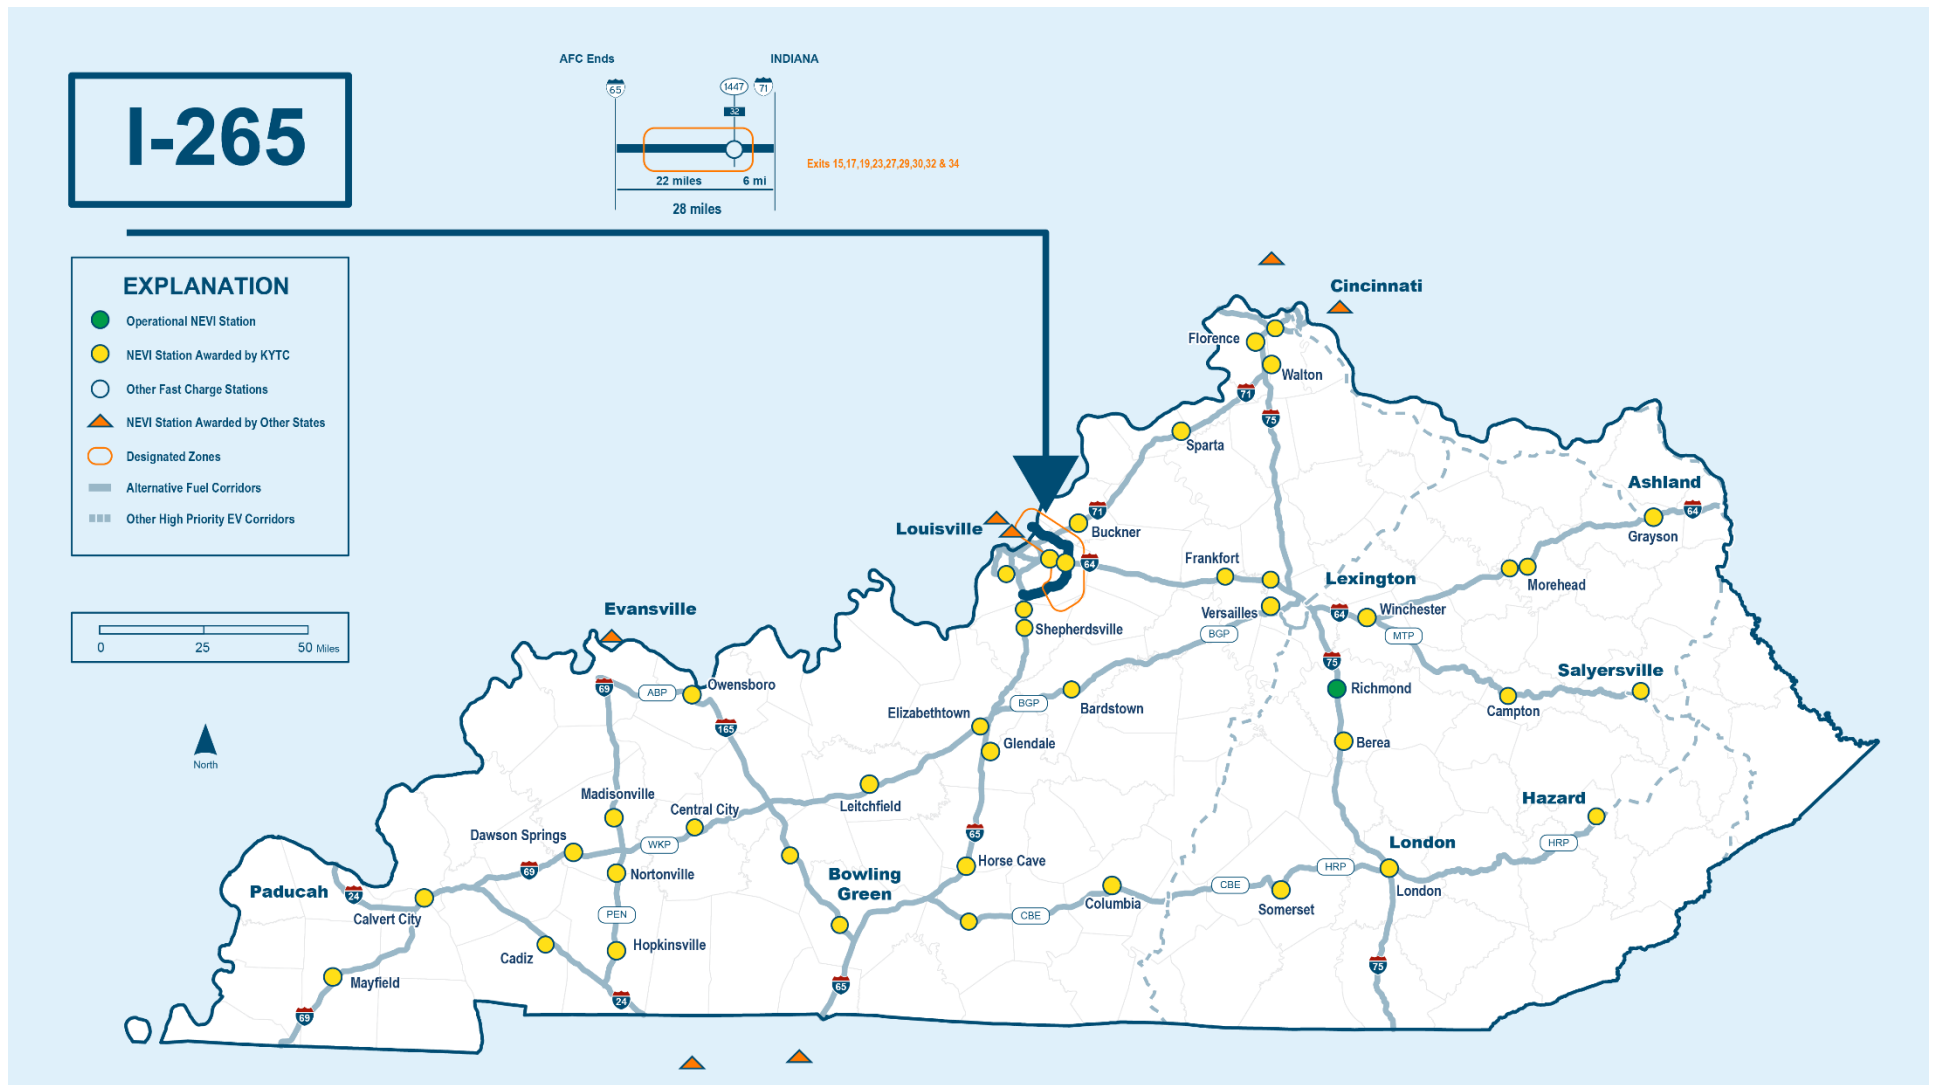 I-265
AFC Ends
INDIANA
65
1447
71
32
22 miles
6 mi
28 miles
Exits 15,17,19,23,27,29,30,32 & 34
EXPLANATION
Operational NEVI Station
NEVI Station Awarded by KYTC
Other Fast Charge Stations
NEVI Station Awarded by Other States
Designated Zones
Alternative Fuel Corridors
Other High Priority EV Corridors
0
25
50 Miles
North
Cincinnati
Florence
Walton
71
75
Sparta
Ashland
64
Grayson
71
Louisville
Buckner
64
Frankfort
Lexington
Morehead
Versailles
64
Winchester
Evansville
Shepherdsville
BGP
MTP
75
Salyersville
69
ABP
Owensboro
Richmond
Campton
BGP
Bardstown
165
Elizabethtown
Glendale
Berea
Madisonville
Central City
Leitchfield
Hazard
Dawson Springs
WKP
65
HRP
London
Horse Cave
69
Nortonville
Bowling
Green
HRP
CBE
London
Paducah
24
Calvert City
PEN
CBE
Columbia
Somerset
Cadiz
Hopkinsville
75
Mayfield
65
24
69